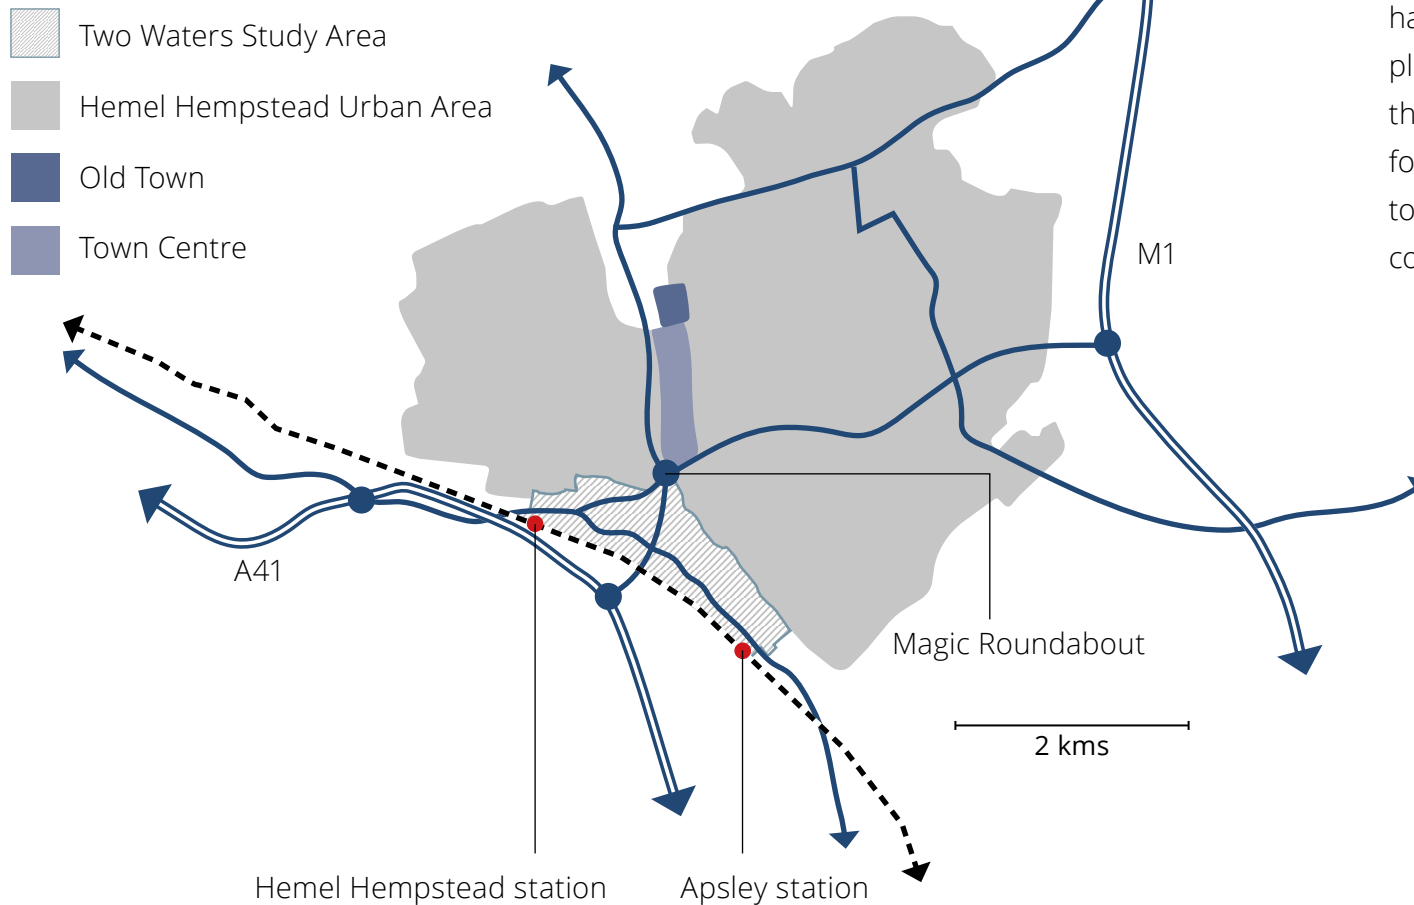 Two Waters Study Area
Hemel Hempstead Urban Area
Old Town
Town Centre
M1
A41
Magic Roundabout
2 kms
Hemel Hempstead station
Apsley station